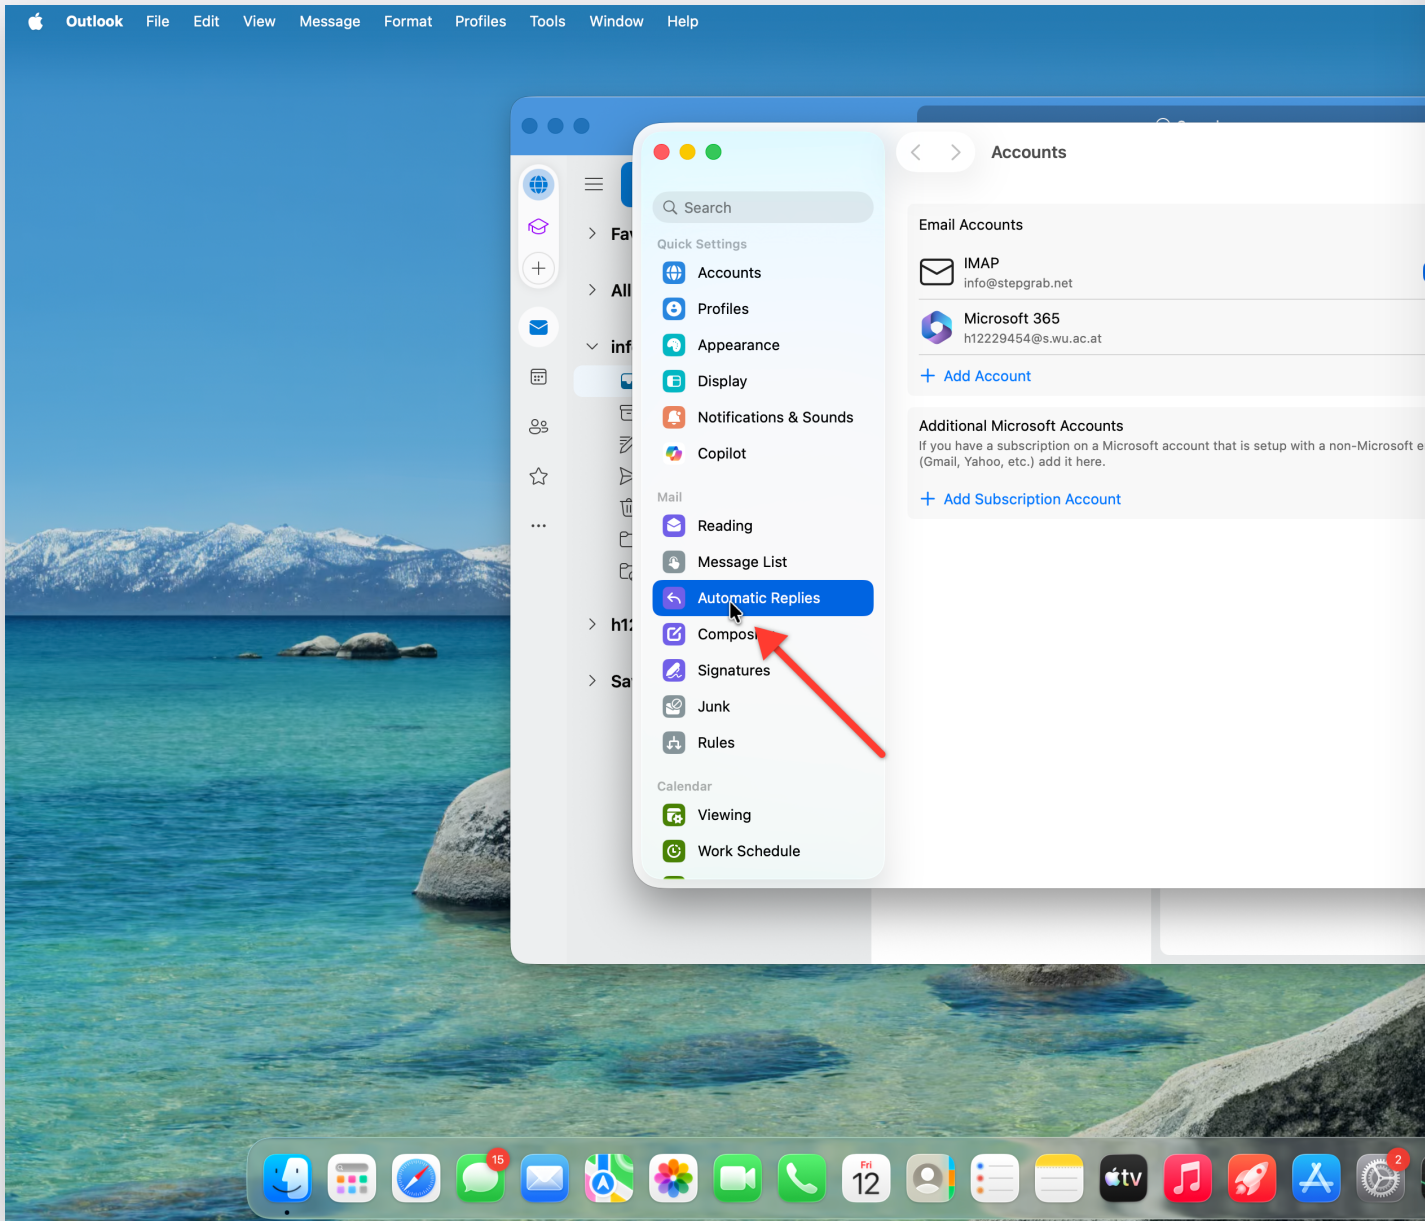 Outlook File Edit View Message Format Profiles Tools Window Help
Accounts
Search
Quick Settings
Accounts
Profiles
Appearance
Display
Notifications & Sounds
Copilot
Mail
Reading
Message List
Automatic Replies
Signatures
Junk
Rules
Calendar
Viewing
Work Schedule
Email Accounts
IMAP
info@stepgrab.net
Microsoft 365
h12229454@s.wu.ac.at
+ Add Account
Additional Microsoft Accounts
If you have a subscription on a Microsoft account that is setup with a non-Microsoft e
(Gmail, Yahoo, etc.) add it here.
+ Add Subscription Account
All
15
Fri
12
tv
2